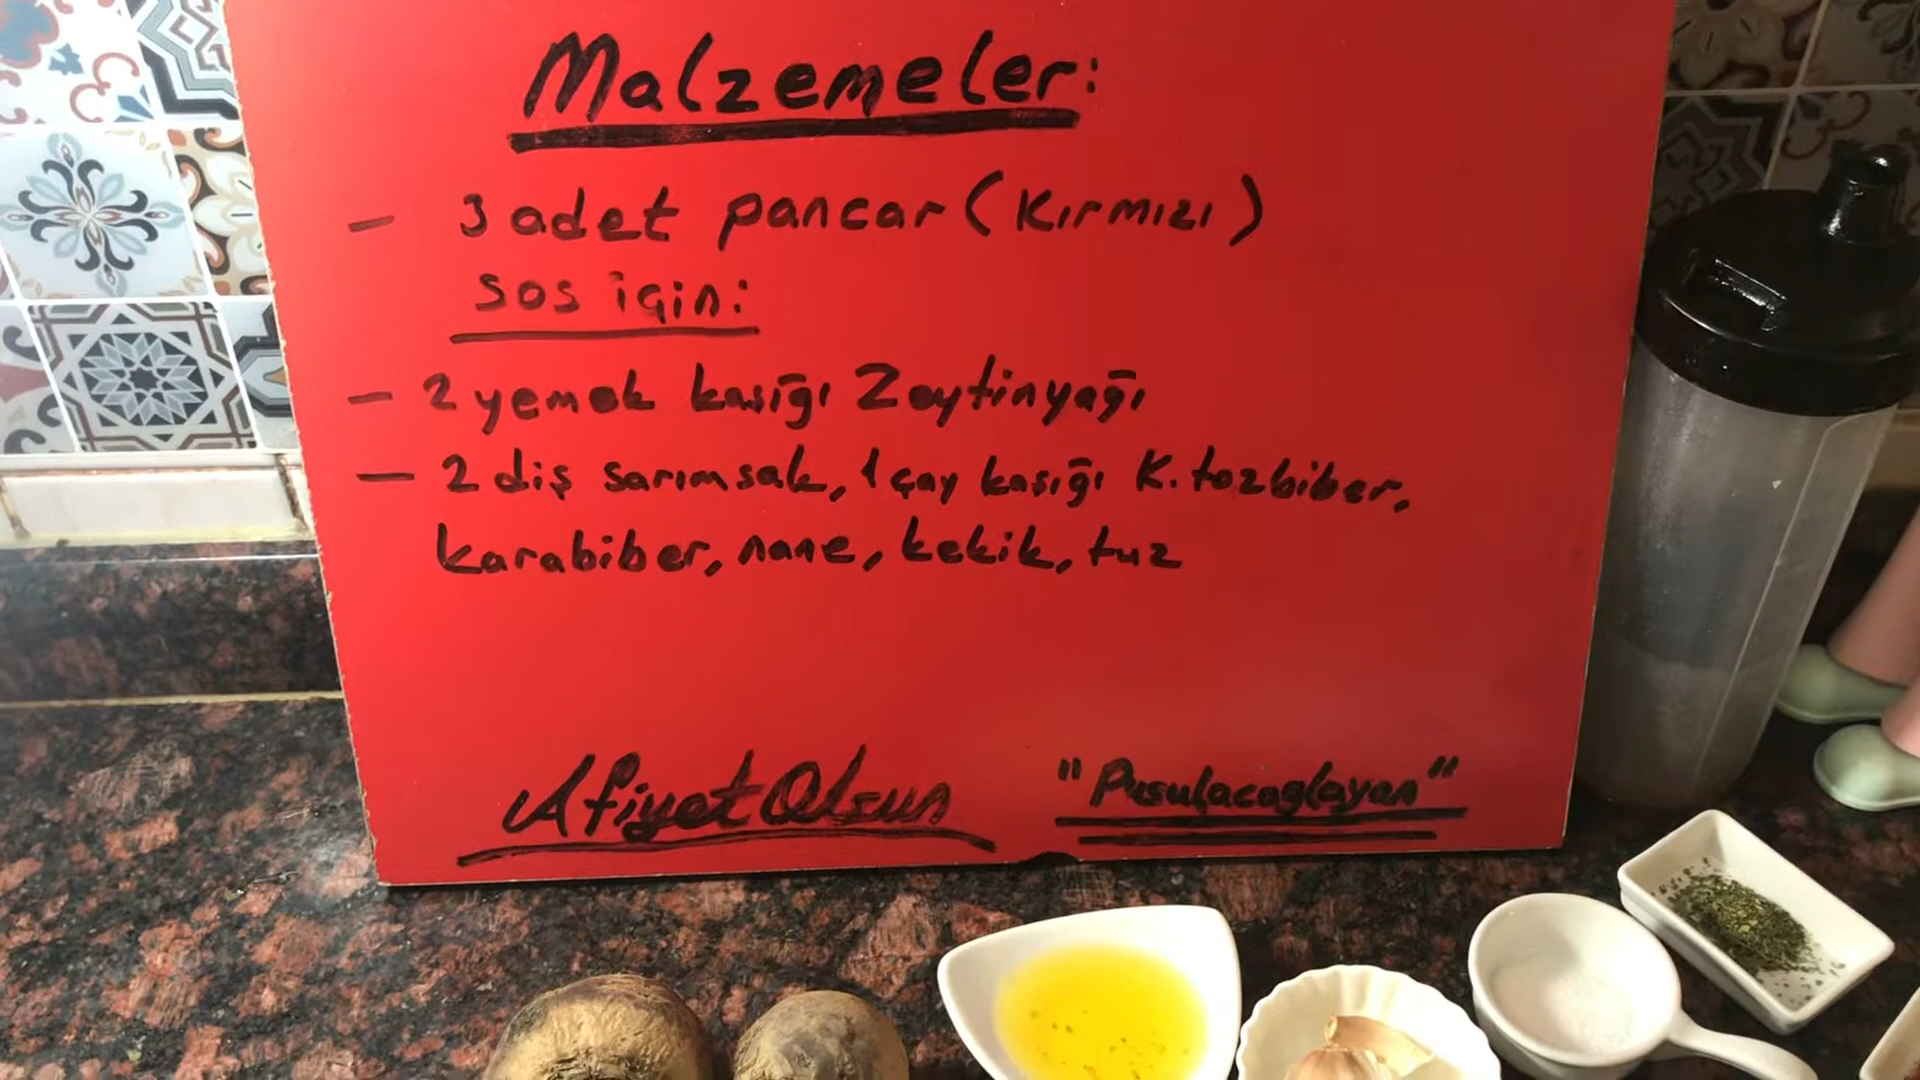 Malzemeler:
- 3 adet pancar (Kırmızı)
sos için:
- 2 yemek kaşığı Zeytinyağı
- 2 diş sarımsak, 1 çay kaşığı K.tozbiber,
karabiber, nane, kekik, tuz
Afiyet Olsun "Pusulacaglayan"